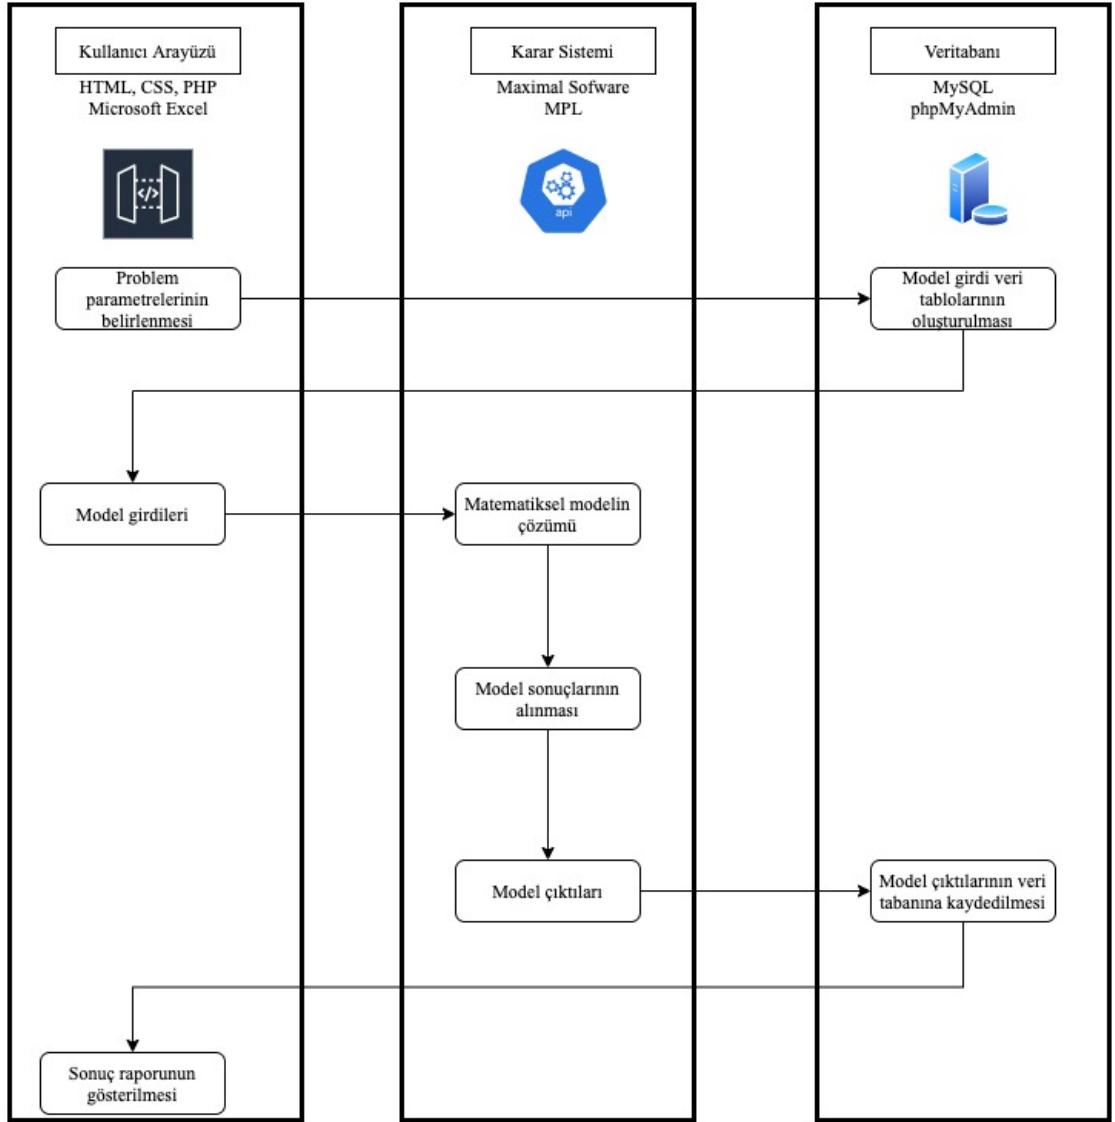 Kullanıcı Arayüzü
HTML, CSS, PHP
Microsoft Excel
Karar Sistemi
Maximal Sofware
MPL
Veritabanı
MySQL
phpMyAdmin
</>
api
Problem
parametrelerinin
belirlenmesi
Model girdi veri
tablolarının
oluşturulması
Model girdileri
Matematiksel modelin
çözümü
Model sonuçlarının
alınması
Model çıktıları
Model çıktılarının veri
tabanına kaydedilmesi
Sonuç raporunun
gösterilmesi